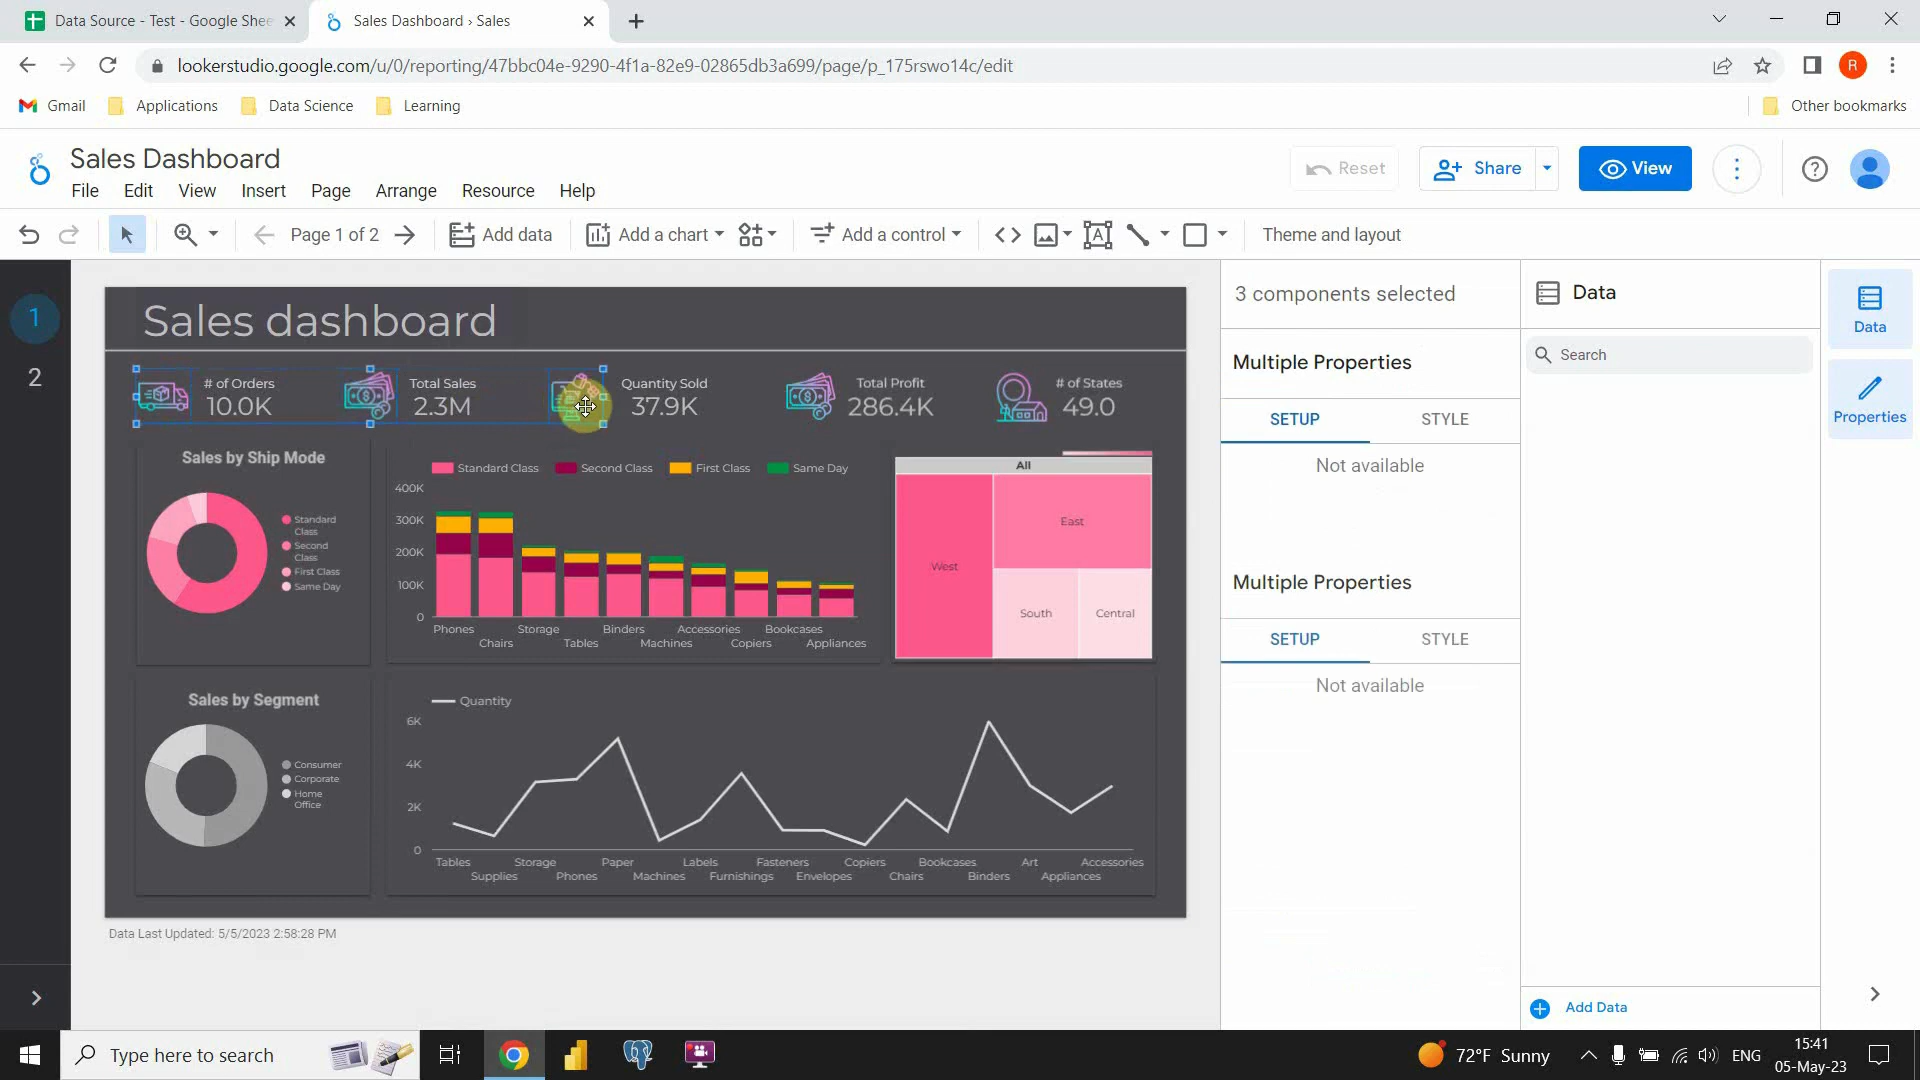 Data Source - Test - Google Shee
Sales Dashboard › Sales
lookerstudio.google.com/u/0/reporting/47bbc04e-9290-4f1a-82e9-02865db3a699/page/p_175rswo14c/edit
R
Gmail
Applications
Data Science
Learning
Other bookmarks
Sales Dashboard
Reset
Share
View
File
Edit
View
Insert
Page
Arrange
Resource
Help
Page 1 of 2
Add data
Add a chart
Add a control
Theme and layout
1
2
Sales dashboard
# of Orders
10.0K
Total Sales
2.3M
Quantity Sold
37.9K
Total Profit
286.4K
# of States
49.0
Sales by Ship Mode
Standard
Class
Second
Class
First Class
Same Day
Standard Class
Second Class
First Class
Same Day
400K
300K
200K
100K
0
Phones
Chairs
Storage
Tables
Binders
Machines
Accessories
Copiers
Bookcases
Appliances
All
West
East
South
Central
Sales by Segment
Consumer
Corporate
Home
Office
Quantity
6K
4K
2K
0
Tables
Supplies
Storage
Phones
Paper
Machines
Labels
Furnishings
Fasteners
Envelopes
Copiers
Chairs
Bookcases
Binders
Art
Appliances
Accessories
Data Last Updated: 5/5/2023 2:58:28 PM
3 components selected
Multiple Properties
SETUP
STYLE
Not available
Multiple Properties
SETUP
STYLE
Not available
Data
Search
Add Data
Data
Properties
Type here to search
72°F Sunny
ENG
15:41
05-May-23